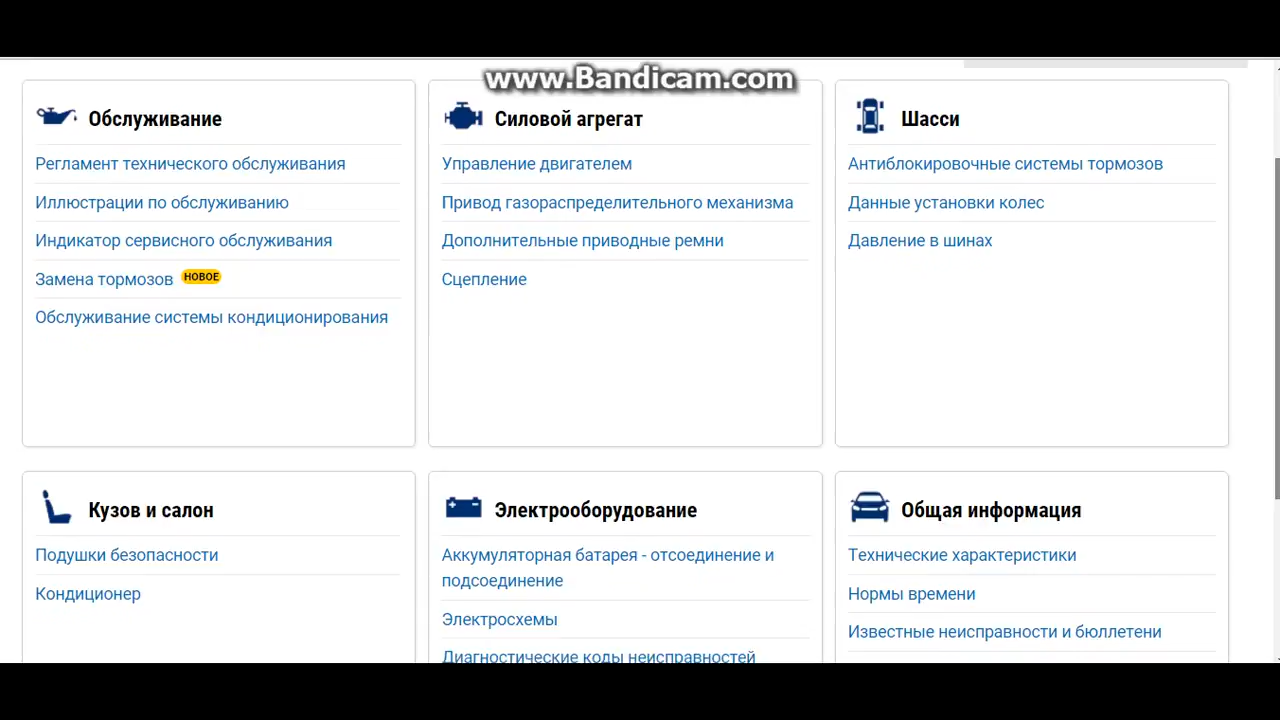 www.Bandicam.com
Обслуживание
Регламент технического обслуживания
Иллюстрации по обслуживанию
Индикатор сервисного обслуживания
Замена тормозов НОВОЕ
Обслуживание системы кондиционирования
Силовой агрегат
Управление двигателем
Привод газораспределительного механизма
Дополнительные приводные ремни
Сцепление
Шасси
Антиблокировочные системы тормозов
Данные установки колес
Давление в шинах
Кузов и салон
Подушки безопасности
Кондиционер
Электрооборудование
Аккумуляторная батарея - отсоединение и
подсоединение
Электросхемы
Диагностические коды неисправностей
Общая информация
Технические характеристики
Нормы времени
Известные неисправности и бюллетени